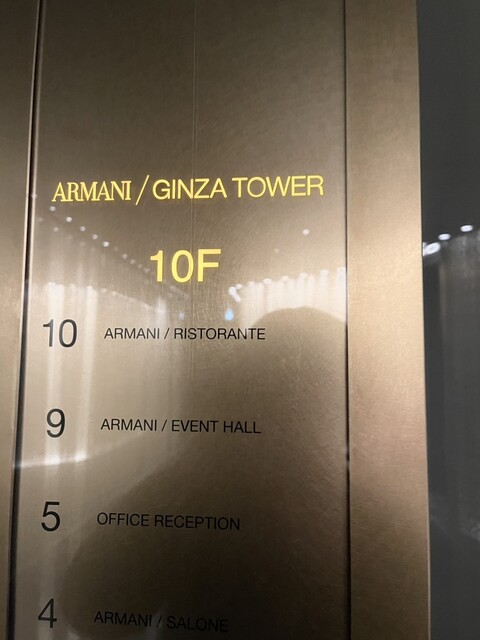 ARMANI / GINZA TOWER
10F
10 ARMANI / RISTORANTE
9 ARMANI / EVENT HALL
5 OFFICE RECEPTION
4 ARMANI / SALONE